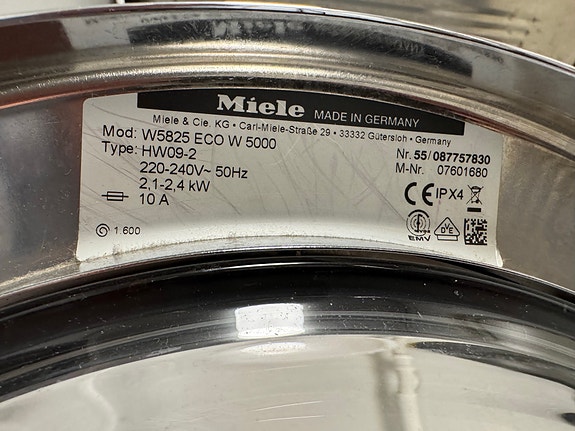 Miele MADE IN GERMANY
Miele & Cie. KG • Carl-Miele-Straße 29 • 33332 Gütersloh • Germany
Mod: W5825 ECO W 5000
Type: HW09-2
220-240V~ 50Hz
2,1-2,4 kW
10 A
1.600
Nr. 55/087757830
M-Nr. 07601680
CE IPX4
EMV
DVE